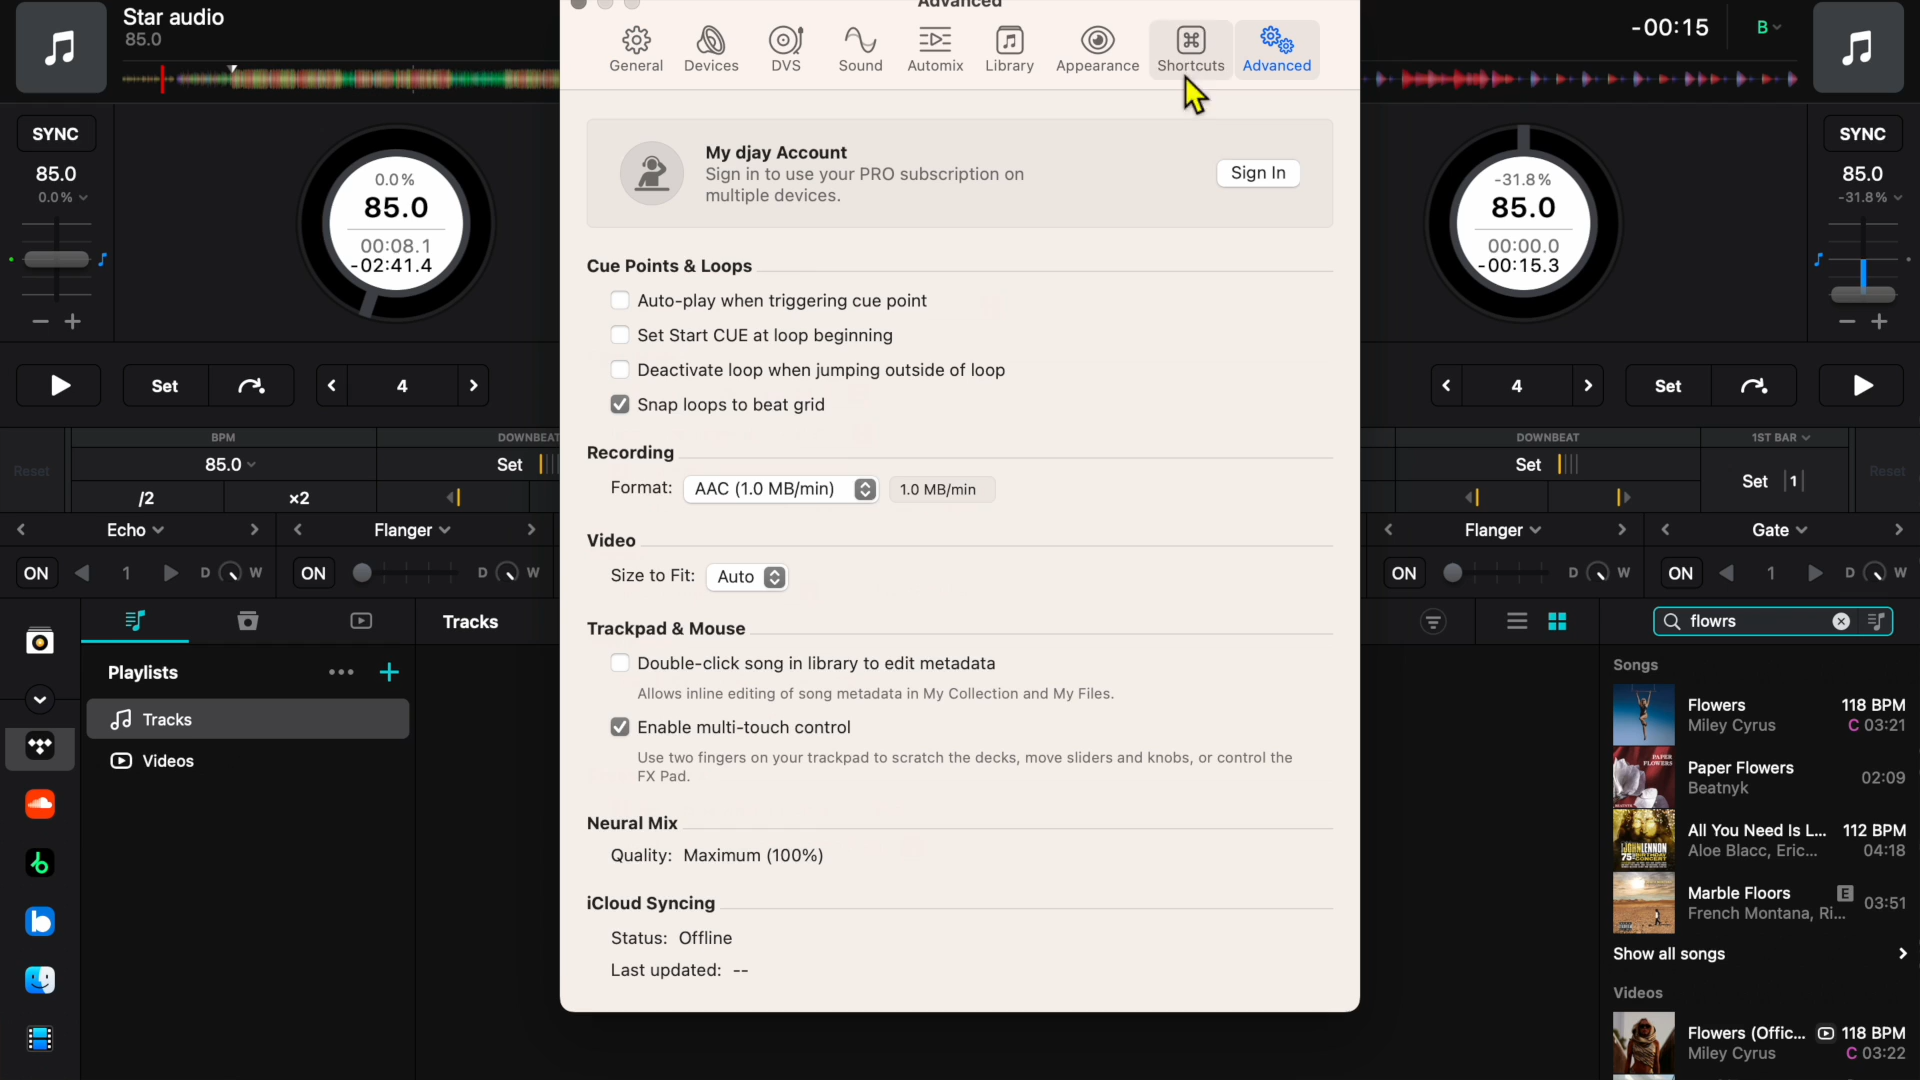 Star audio
85.0
Advanced
General
Devices
DVS
Sound
Automix
Library
Appearance
Shortcuts
Advanced
-00:15
B
SYNC
85.0
0.0%
0.0%
85.0
00:08.1
-02:41.4
My djay Account
Sign in to use your PRO subscription on
multiple devices.
Sign In
-31.8%
85.0
00:00.0
-00:15.3
SYNC
85.0
-31.8%
Cue Points & Loops
Auto-play when triggering cue point
Set Start CUE at loop beginning
Deactivate loop when jumping outside of loop
Snap loops to beat grid
Set
4
4
Set
Recording
Format: AAC (1.0 MB/min) 1.0 MB/min
Reset
BPM
85.0
/2
×2
DOWNBEAT
Set
DOWNBEAT
Set
1ST BAR
Set
1
Reset
Echo
Flanger
Flanger
Gate
ON
1
D
W
ON
D
W
ON
D
W
ON
1
D
W
Video
Size to Fit: Auto
Trackpad & Mouse
Double-click song in library to edit metadata
Allows inline editing of song metadata in My Collection and My Files.
Enable multi-touch control
Use two fingers on your trackpad to scratch the decks, move sliders and knobs, or control the
FX Pad.
Neural Mix
Quality: Maximum (100%)
iCloud Syncing
Status: Offline
Last updated: --
Tracks
Playlists
Tracks
Videos
flowrs
Songs
Flowers 118 BPM
Miley Cyrus C 03:21
PAPER
FLOWERS
Paper Flowers
Beatnyk 02:09
JOHN LENNON
75TH BIRTHDAY
CONCERT
All You Need Is L... 112 BPM
Aloe Blacc, Eric... 04:18
Marble Floors E 03:51
French Montana, Ri...
Show all songs
Videos
Flowers (Offic... 118 BPM
Miley Cyrus C 03:22